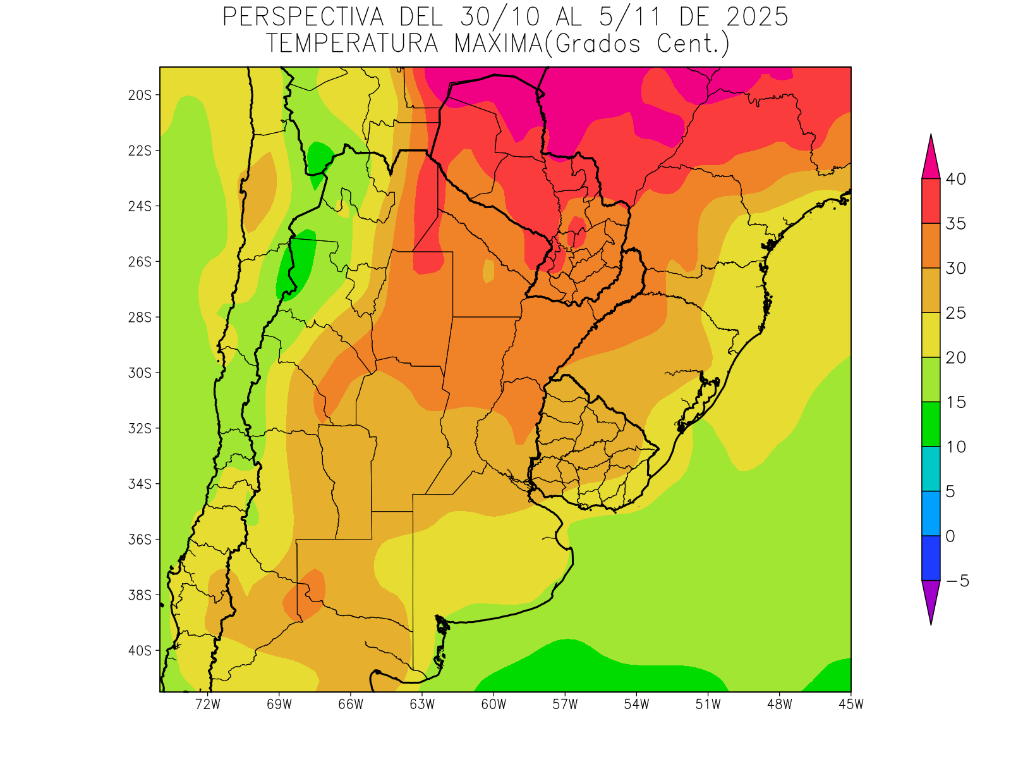 PERSPECTIVA DEL 30/10 AL 5/11 DE 2025
TEMPERATURA MAXIMA(Grados Cent.)
20S
22S
24S
26S
28S
30S
32S
34S
36S
38S
40S
72W 69W 66W 63W 60W 57W 54W 51W 48W 45W
40
35
30
25
20
15
10
5
0
−5